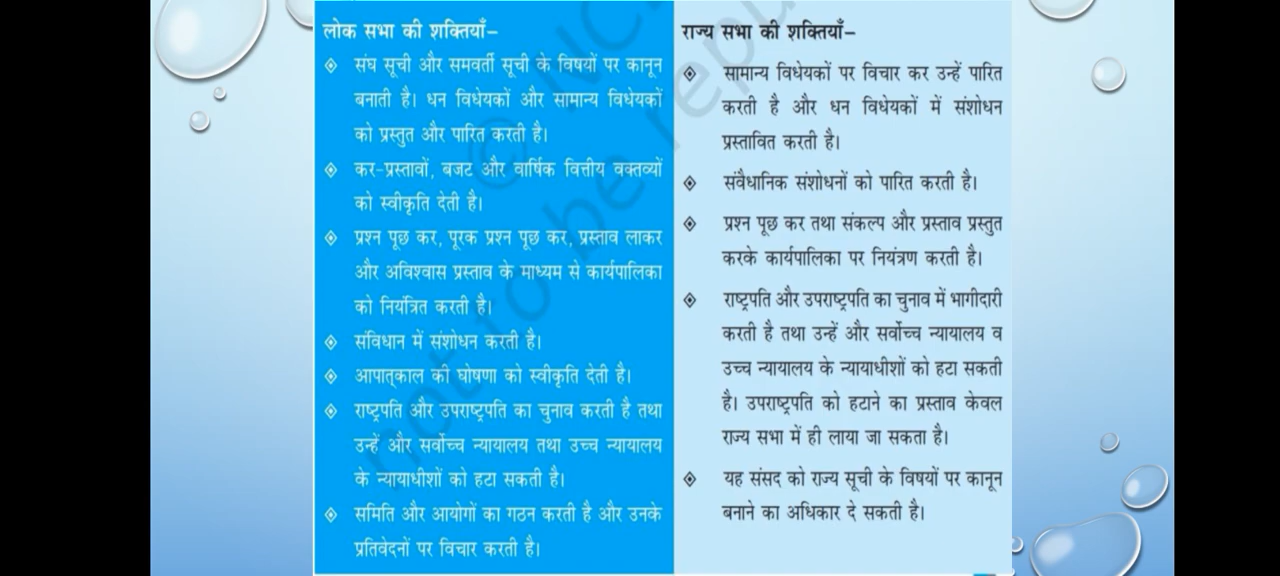 लोक सभा की शक्तियाँ–
संघ सूची और समवर्ती सूची के विषयों पर कानून
बनाती है। धन विधेयकों और सामान्य विधेयकों
को प्रस्तुत और पारित करती है।
कर-प्रस्तावों, बजट और वार्षिक वित्तीय वक्तव्यों
को स्वीकृति देती है।
प्रश्न पूछ कर, पूरक प्रश्न पूछ कर, प्रस्ताव लाकर
और अविश्वास प्रस्ताव के माध्यम से कार्यपालिका
को नियंत्रित करती है।
संविधान में संशोधन करती है।
आपात्काल की घोषणा को स्वीकृति देती है।
राष्ट्रपति और उपराष्ट्रपति का चुनाव करती है तथा
उन्हें और सर्वोच्च न्यायालय तथा उच्च न्यायालय
के न्यायाधीशों को हटा सकती है।
समिति और आयोगों का गठन करती है और उनके
प्रतिवेदनों पर विचार करती है।
राज्य सभा की शक्तियाँ–
सामान्य विधेयकों पर विचार कर उन्हें पारित
करती है और धन विधेयकों में संशोधन
प्रस्तावित करती है।
संवैधानिक संशोधनों को पारित करती है।
प्रश्न पूछ कर तथा संकल्प और प्रस्ताव प्रस्तुत
करके कार्यपालिका पर नियंत्रण करती है।
राष्ट्रपति और उपराष्ट्रपति का चुनाव में भागीदारी
करती है तथा उन्हें और सर्वोच्च न्यायालय व
उच्च न्यायालय के न्यायाधीशों को हटा सकती
है। उपराष्ट्रपति को हटाने का प्रस्ताव केवल
राज्य सभा में ही लाया जा सकता है।
यह संसद को राज्य सूची के विषयों पर कानून
बनाने का अधिकार दे सकती है।
© NC
not to be repu